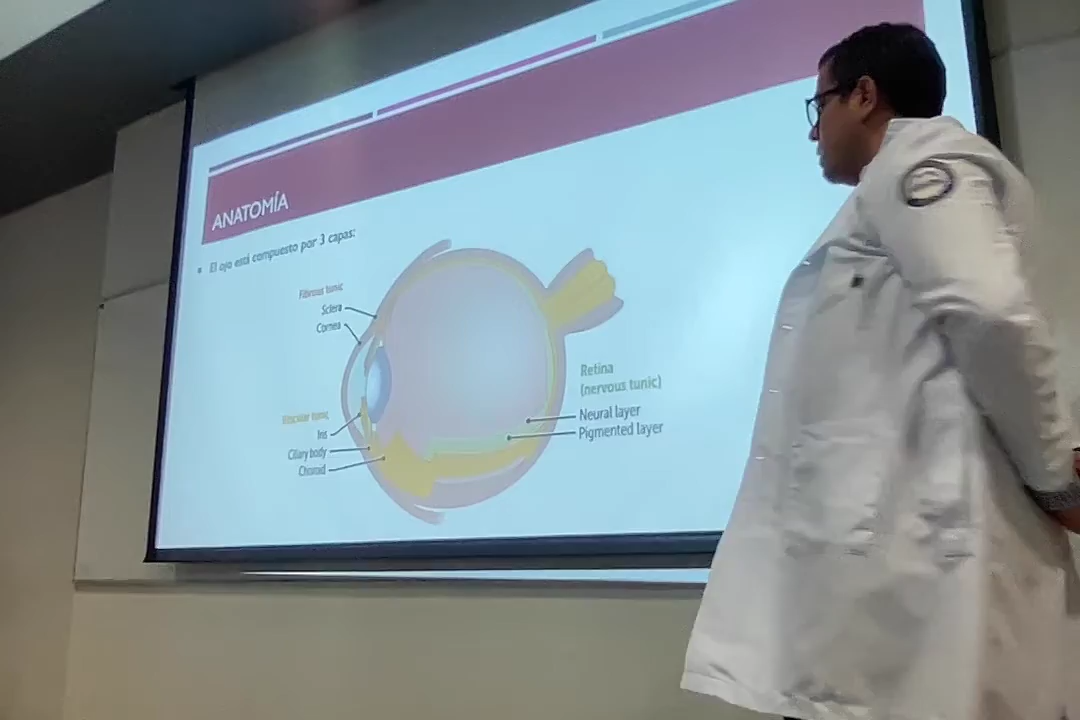 ANATOMÍA
El ojo está compuesto por 3 capas:
Fibrous tunic
Sclera
Cornea
Vascular tunic
Iris
Ciliary body
Choroid
Retina
(nervous tunic)
Neural layer
Pigmented layer